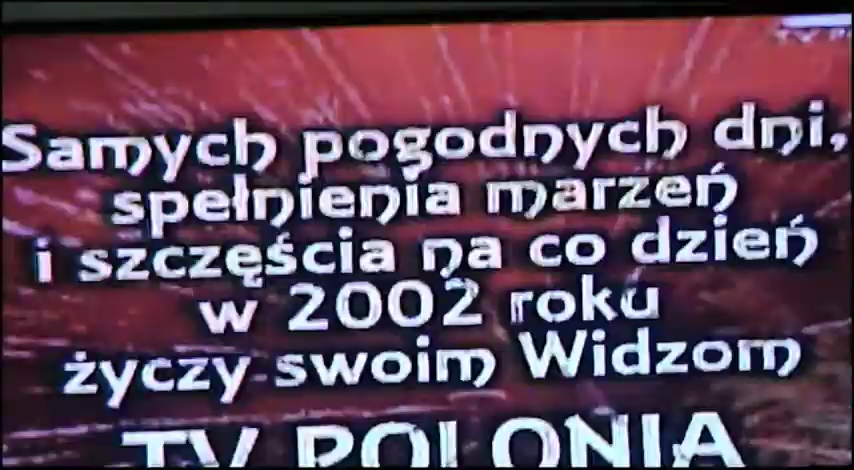 Samych pogodnych dni,
spełnienia marzeń
i szczęścia na co dzień
w 2002 roku
życzy swoim Widzom
TV POLONIA